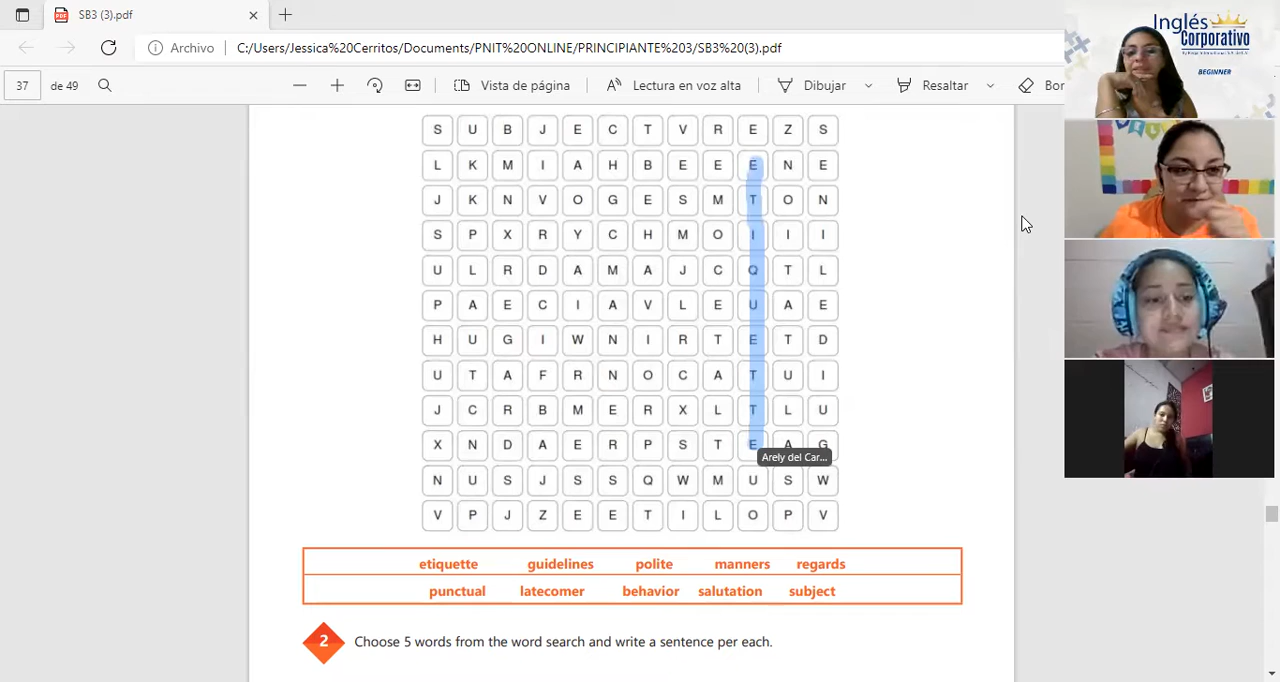 SB3 (3).pdf
Archivo C:/Users/Jessica%20Cerritos/Documents/PNIT%20ONLINE/PRINCIPIANTE%203/SB3%20(3).pdf
37 de 49 Vista de página Lectura en voz alta Dibujar Resaltar Bor
Inglés
Corporativo
BEGINNER
S U B J E C T V R E Z S
L K M I A H B E E E N E
J K N V O G E S M T O N
S P X R Y C H M O I I I
U L R D A M A J C Q T L
P A E C I A V L E U A E
H U G I W N I R T E T D
U T A F R N O C A T U I
J C R B M E R X L T L U
X N D A E R P S T E A G
Arely del Car...
N U S J S S Q W M U S W
V P J Z E E T I L O P V
etiquette guidelines polite manners regards
punctual latecomer behavior salutation subject
2 Choose 5 words from the word search and write a sentence per each.